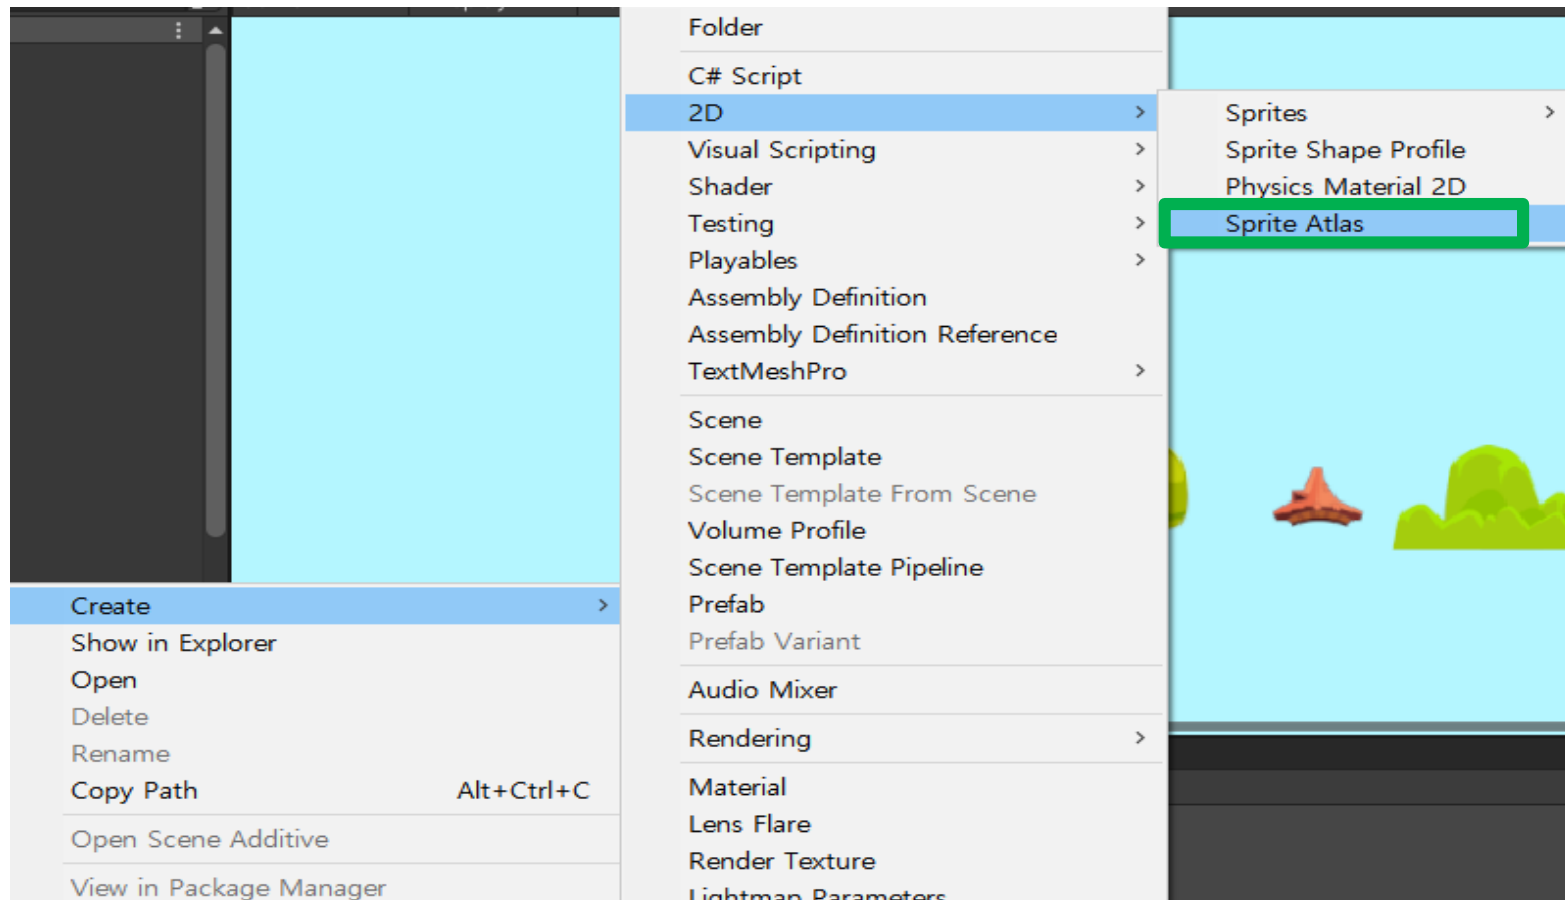 Folder
C# Script
2D
Visual Scripting
Shader
Testing
Playables
Assembly Definition
Assembly Definition Reference
TextMeshPro
Scene
Scene Template
Scene Template From Scene
Volume Profile
Scene Template Pipeline
Prefab
Prefab Variant
Audio Mixer
Rendering
Material
Lens Flare
Render Texture
Lightmap Parameters
Sprites
Sprite Shape Profile
Physics Material 2D
Sprite Atlas
Create
Show in Explorer
Open
Delete
Rename
Copy Path Alt+Ctrl+C
Open Scene Additive
View in Package Manager